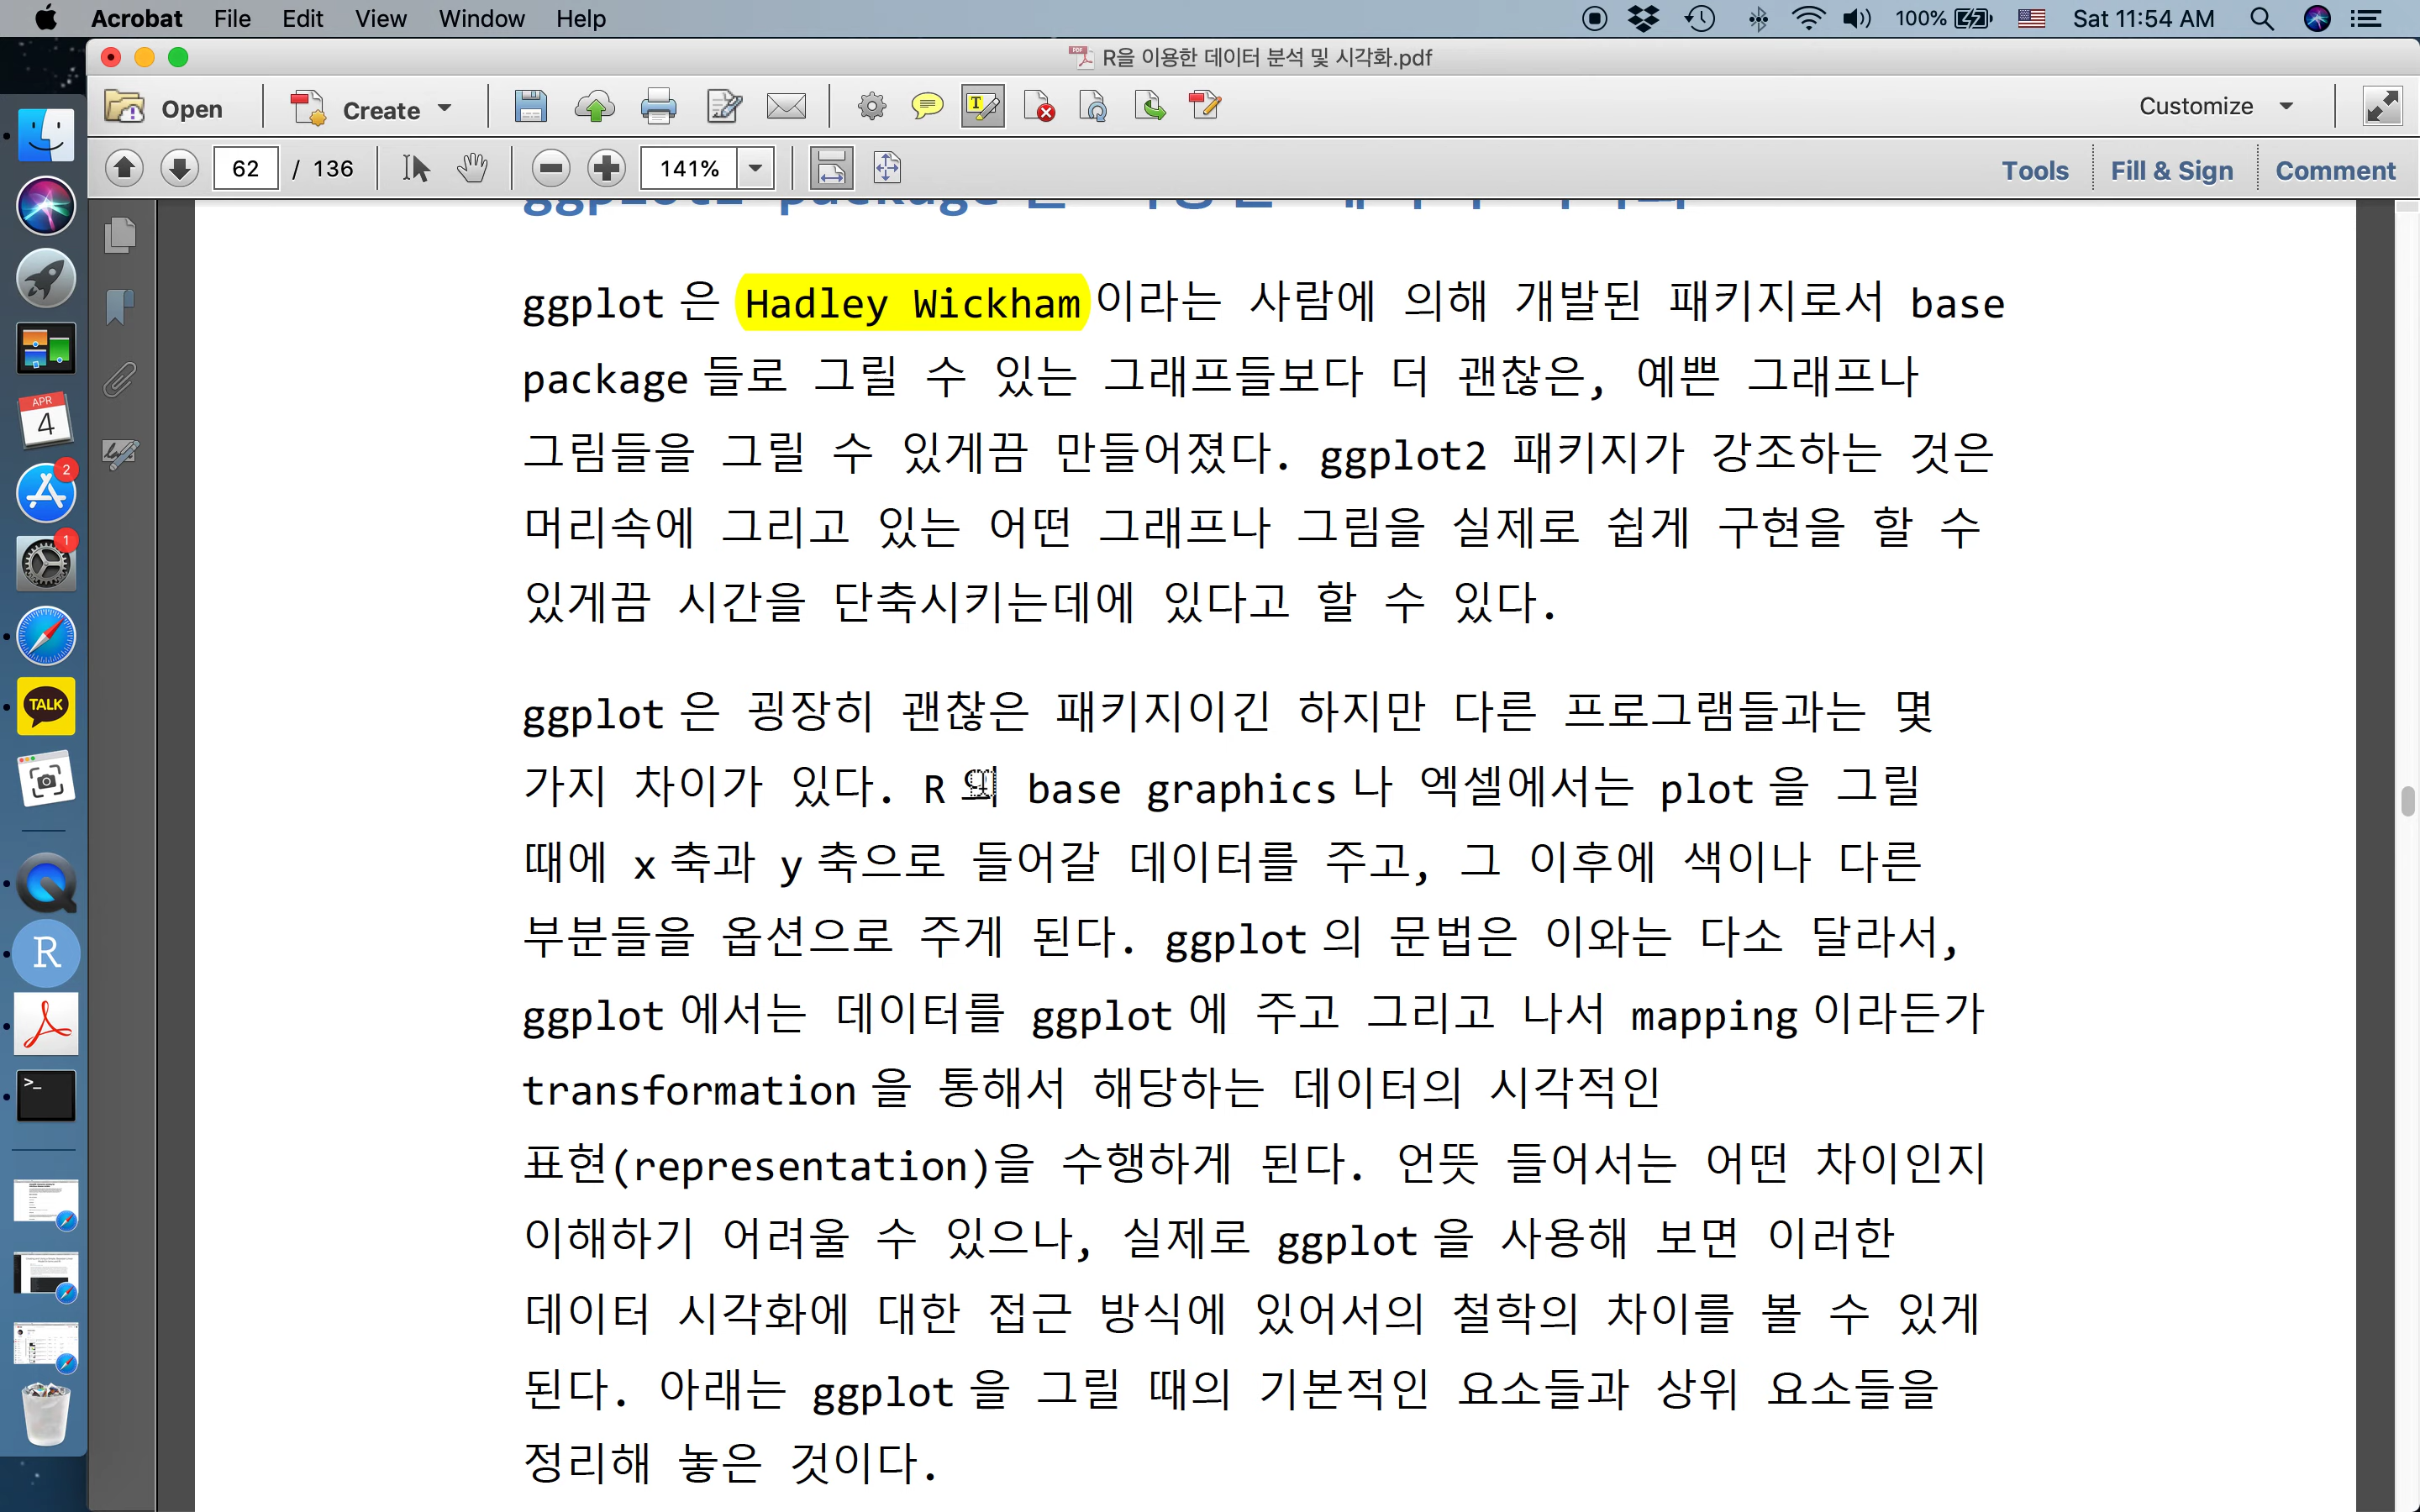 Acrobat File Edit View Window Help 100% Sat 11:54 AM
R을 이용한 데이터 분석 및 시각화.pdf
Open Create Customize
62 / 136 141% Tools Fill & Sign Comment
ggplot2 package
ggplot 은 Hadley Wickham 이라는 사람에 의해 개발된 패키지로서 base
package 들로 그릴 수 있는 그래프들보다 더 괜찮은, 예쁜 그래프나
그림들을 그릴 수 있게끔 만들어졌다. ggplot2 패키지가 강조하는 것은
머리속에 그리고 있는 어떤 그래프나 그림을 실제로 쉽게 구현을 할 수
있게끔 시간을 단축시키는데에 있다고 할 수 있다.
ggplot 은 굉장히 괜찮은 패키지이긴 하지만 다른 프로그램들과는 몇
가지 차이가 있다. R 의 base graphics 나 엑셀에서는 plot 을 그릴
때에 x 축과 y 축으로 들어갈 데이터를 주고, 그 이후에 색이나 다른
부분들을 옵션으로 주게 된다. ggplot 의 문법은 이와는 다소 달라서,
ggplot 에서는 데이터를 ggplot 에 주고 그리고 나서 mapping 이라든가
transformation 을 통해서 해당하는 데이터의 시각적인
표현(representation)을 수행하게 된다. 언뜻 들어서는 어떤 차이인지
이해하기 어려울 수 있으나, 실제로 ggplot 을 사용해 보면 이러한
데이터 시각화에 대한 접근 방식에 있어서의 철학의 차이를 볼 수 있게
된다. 아래는 ggplot 을 그릴 때의 기본적인 요소들과 상위 요소들을
정리해 놓은 것이다.
APR
4
2
1
TALK
R